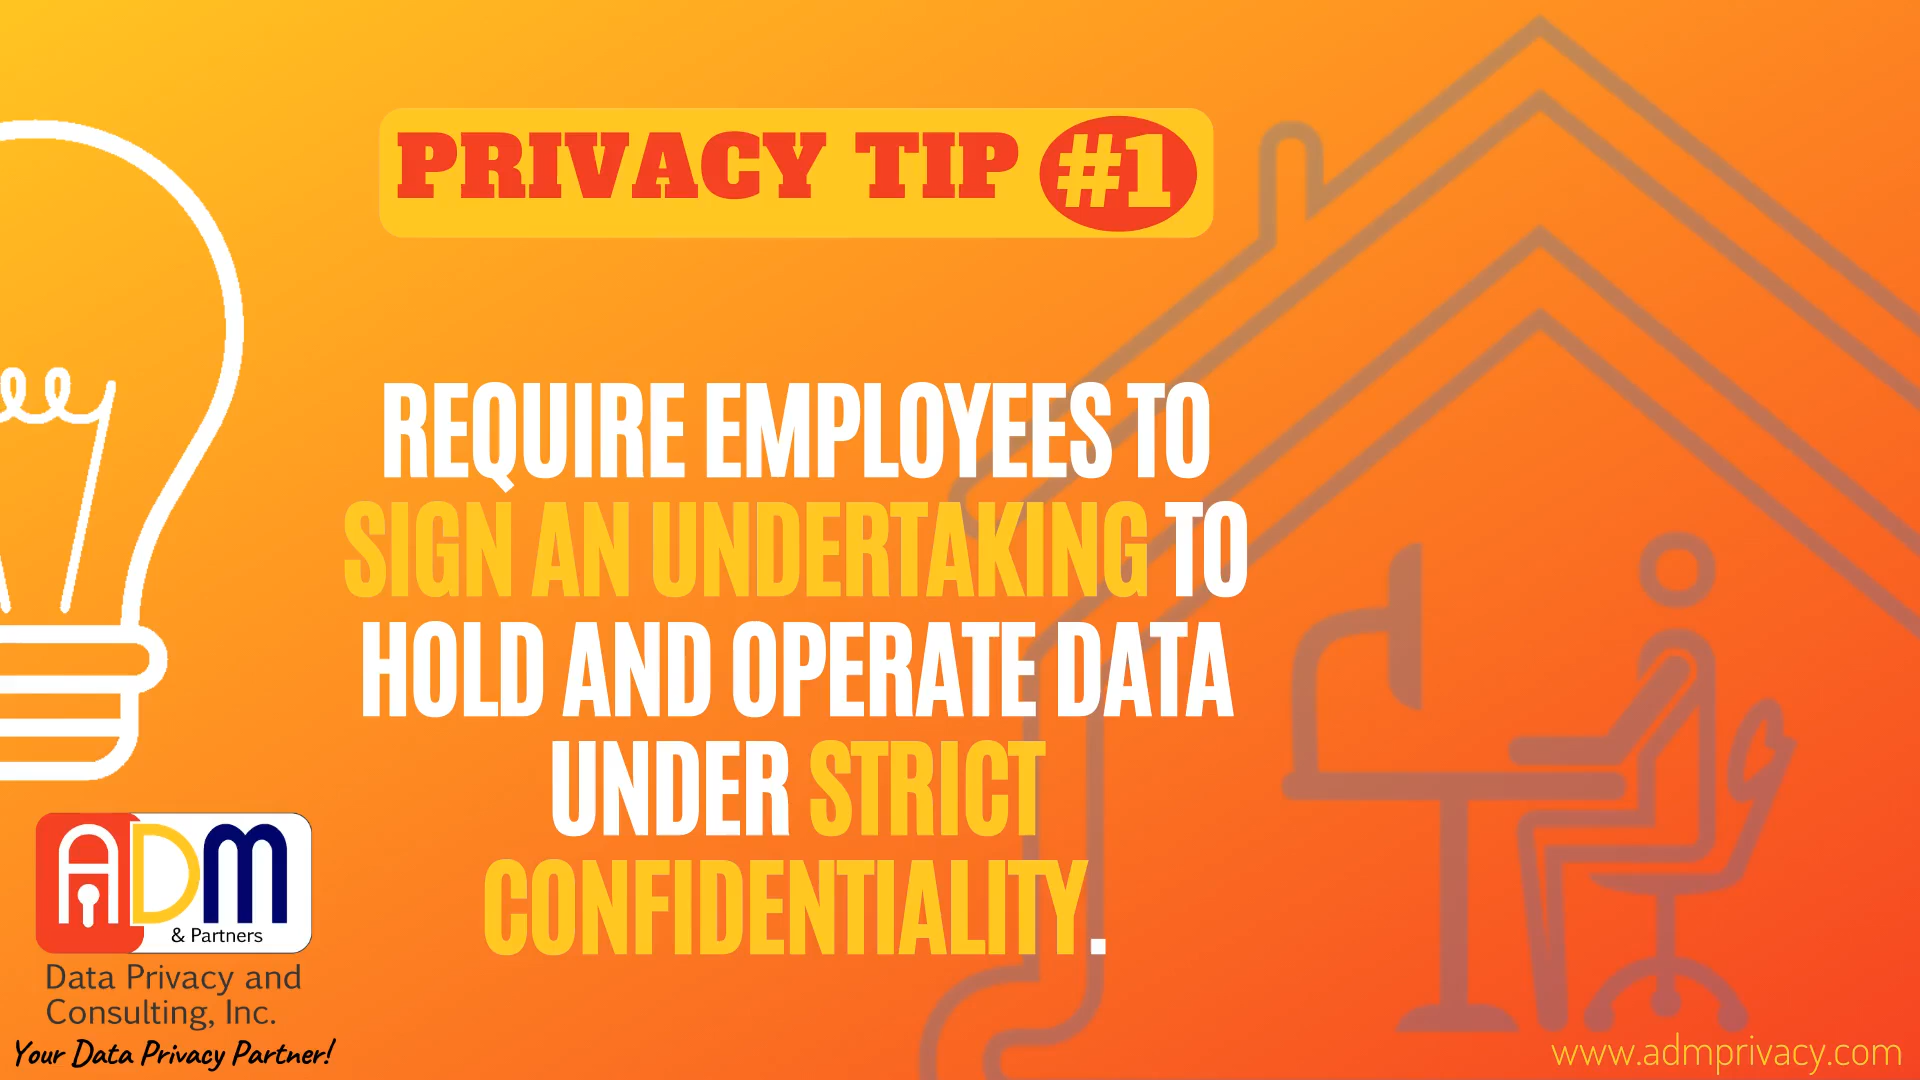 PRIVACY TIP #1
REQUIRE EMPLOYEES TO
SIGN AN UNDERTAKING TO
HOLD AND OPERATE DATA
UNDER STRICT
CONFIDENTIALITY.
ADM
& Partners
Data Privacy and
Consulting, Inc.
Your Data Privacy Partner!
www.admprivacy.com